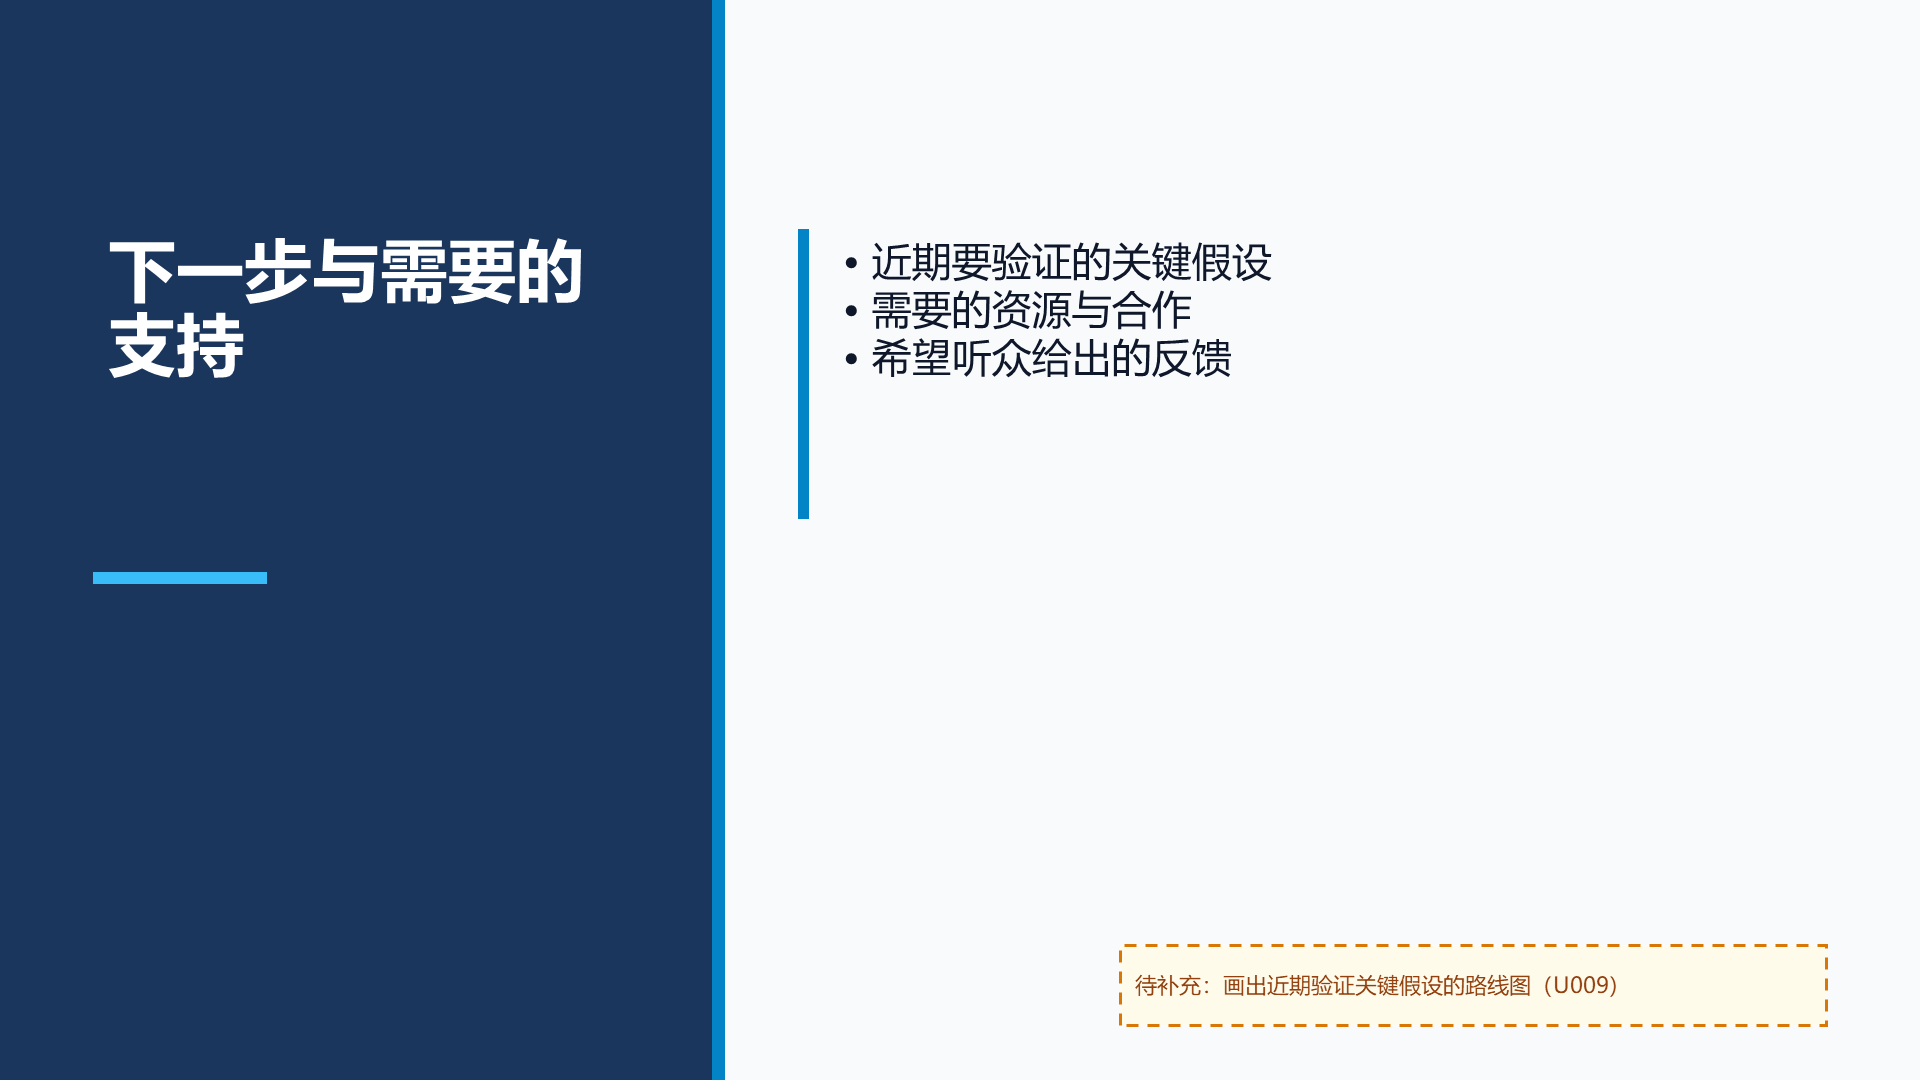 下一步与需要的
支持
• 近期要验证的关键假设
• 需要的资源与合作
• 希望听众给出的反馈
待补充：画出近期验证关键假设的路线图（U009）